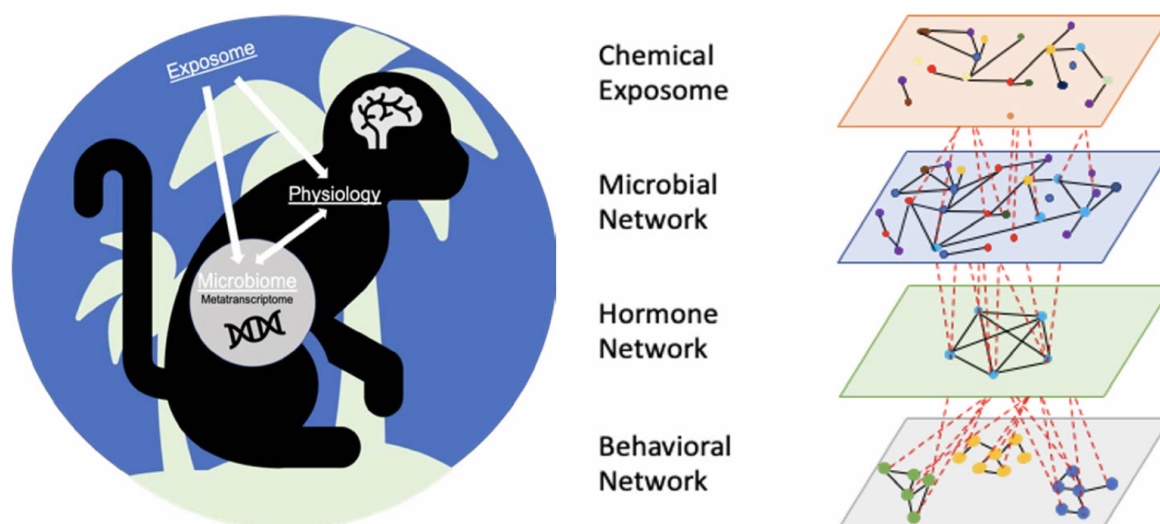 Exposome
Physiology
Microbiome
Metatranscriptome
Chemical
Exposome
Microbial
Network
Hormone
Network
Behavioral
Network